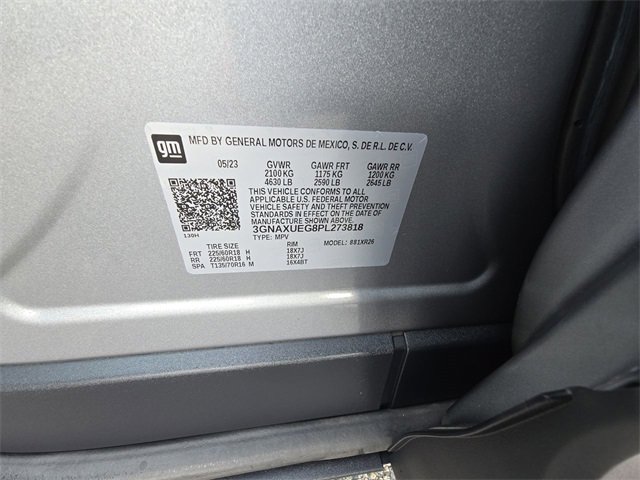 gm
MFD BY GENERAL MOTORS DE MEXICO, S. DE R.L. DE C.V.
05/23 GVWR GAWR FRT GAWR RR
2100 KG 1175 KG 1200 KG
4630 LB 2590 LB 2645 LB
THIS VEHICLE CONFORMS TO ALL
APPLICABLE U.S. FEDERAL MOTOR
VEHICLE SAFETY AND THEFT PREVENTION
STANDARDS IN EFFECT ON THE DATE OF
MANUFACTURE SHOWN ABOVE.
3GNAXUEG8PL273818
130H TYPE: MPV MODEL: 881XR26
TIRE SIZE RIM
FRT 225/60R18 H 18X7J
RR 225/60R18 H 18X7J
SPA T135/70R16 M 16X4BT